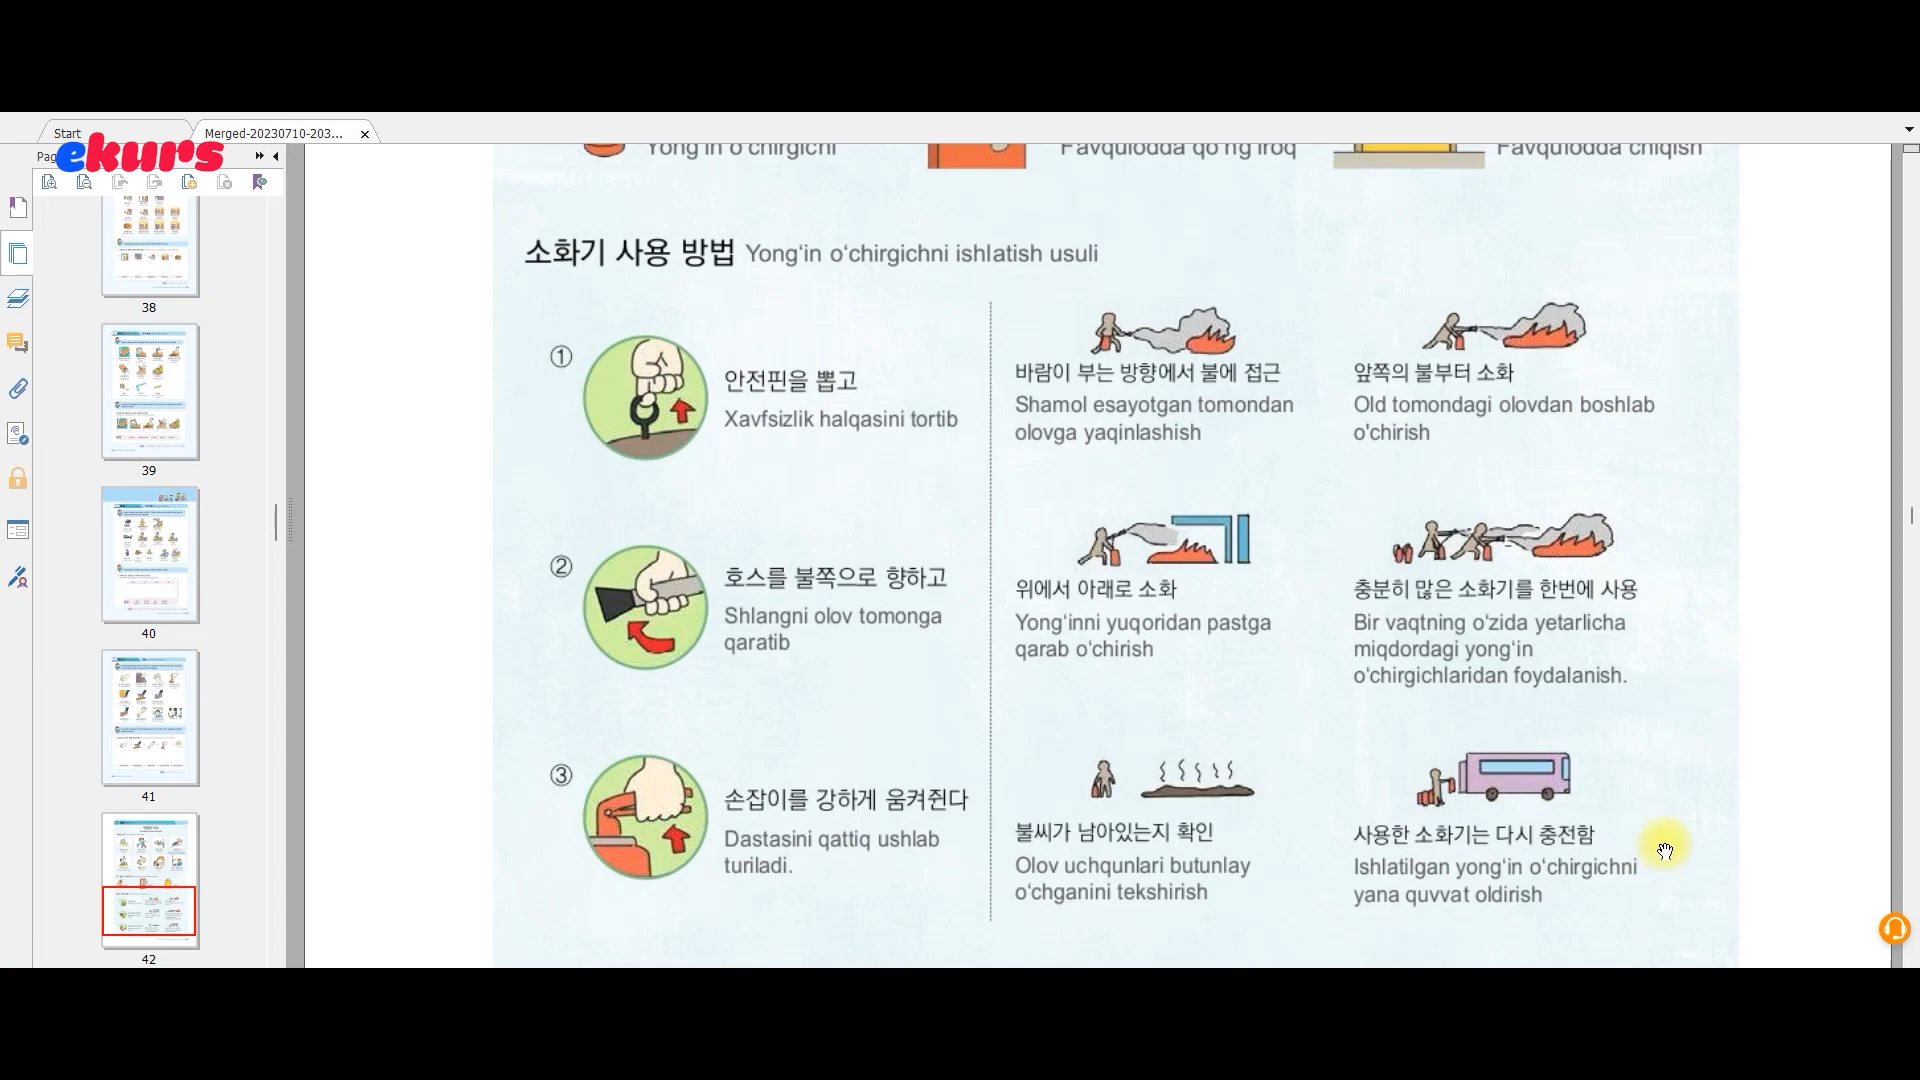 Start
Merged-20230710-203...
ekurs
38
39
40
41
42
Yong'in o'chirgichi
Favqulodda qo'ng'iroq
Favqulodda chiqish
소화기 사용 방법 Yong‘in o‘chirgichni ishlatish usuli
①
안전핀을 뽑고
Xavfsizlik halqasini tortib
②
호스를 불쪽으로 향하고
Shlangni olov tomonga
qaratib
③
손잡이를 강하게 움켜쥔다
Dastasini qattiq ushlab
turiladi.
바람이 부는 방향에서 불에 접근
Shamol esayotgan tomondan
olovga yaqinlashish
앞쪽의 불부터 소화
Old tomondagi olovdan boshlab
o'chirish
위에서 아래로 소화
Yong‘inni yuqoridan pastga
qarab o‘chirish
충분히 많은 소화기를 한번에 사용
Bir vaqtning o‘zida yetarlicha
miqdordagi yong‘in
o‘chirgichlaridan foydalanish.
불씨가 남아있는지 확인
Olov uchqunlari butunlay
o‘chganini tekshirish
사용한 소화기는 다시 충전함
Ishlatilgan yong‘in o‘chirgichni
yana quvvat oldirish